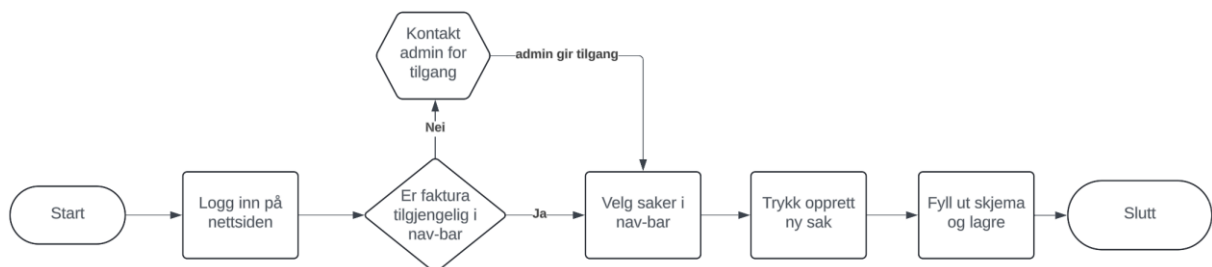 Kontakt
admin for
tilgang
admin gir tilgang
Nei
Start
Logg inn på
nettsiden
Er faktura
tilgjengelig i
nav-bar
Ja
Velg saker i
nav-bar
Trykk opprett
ny sak
Fyll ut skjema
og lagre
Slutt